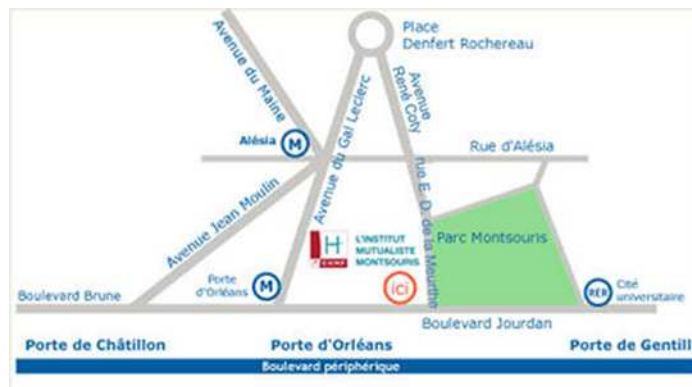 Place
Denfert Rochereau
Avenue du Maine
Avenue du Gal Leclerc
Avenue
René Coty
Alésia
M
Rue d'Alésia
Avenue Jean Moulin
rue E. D. de la Meurthe
H
L'INSTITUT
MUTUALISTE
MONTSOURIS
Parc Montsouris
Porte
d'Orléans
M
ici
RER
Cité
universitaire
Boulevard Brune
Boulevard Jourdan
Porte de Châtillon
Porte d'Orléans
Porte de Gentill
Boulevard périphérique